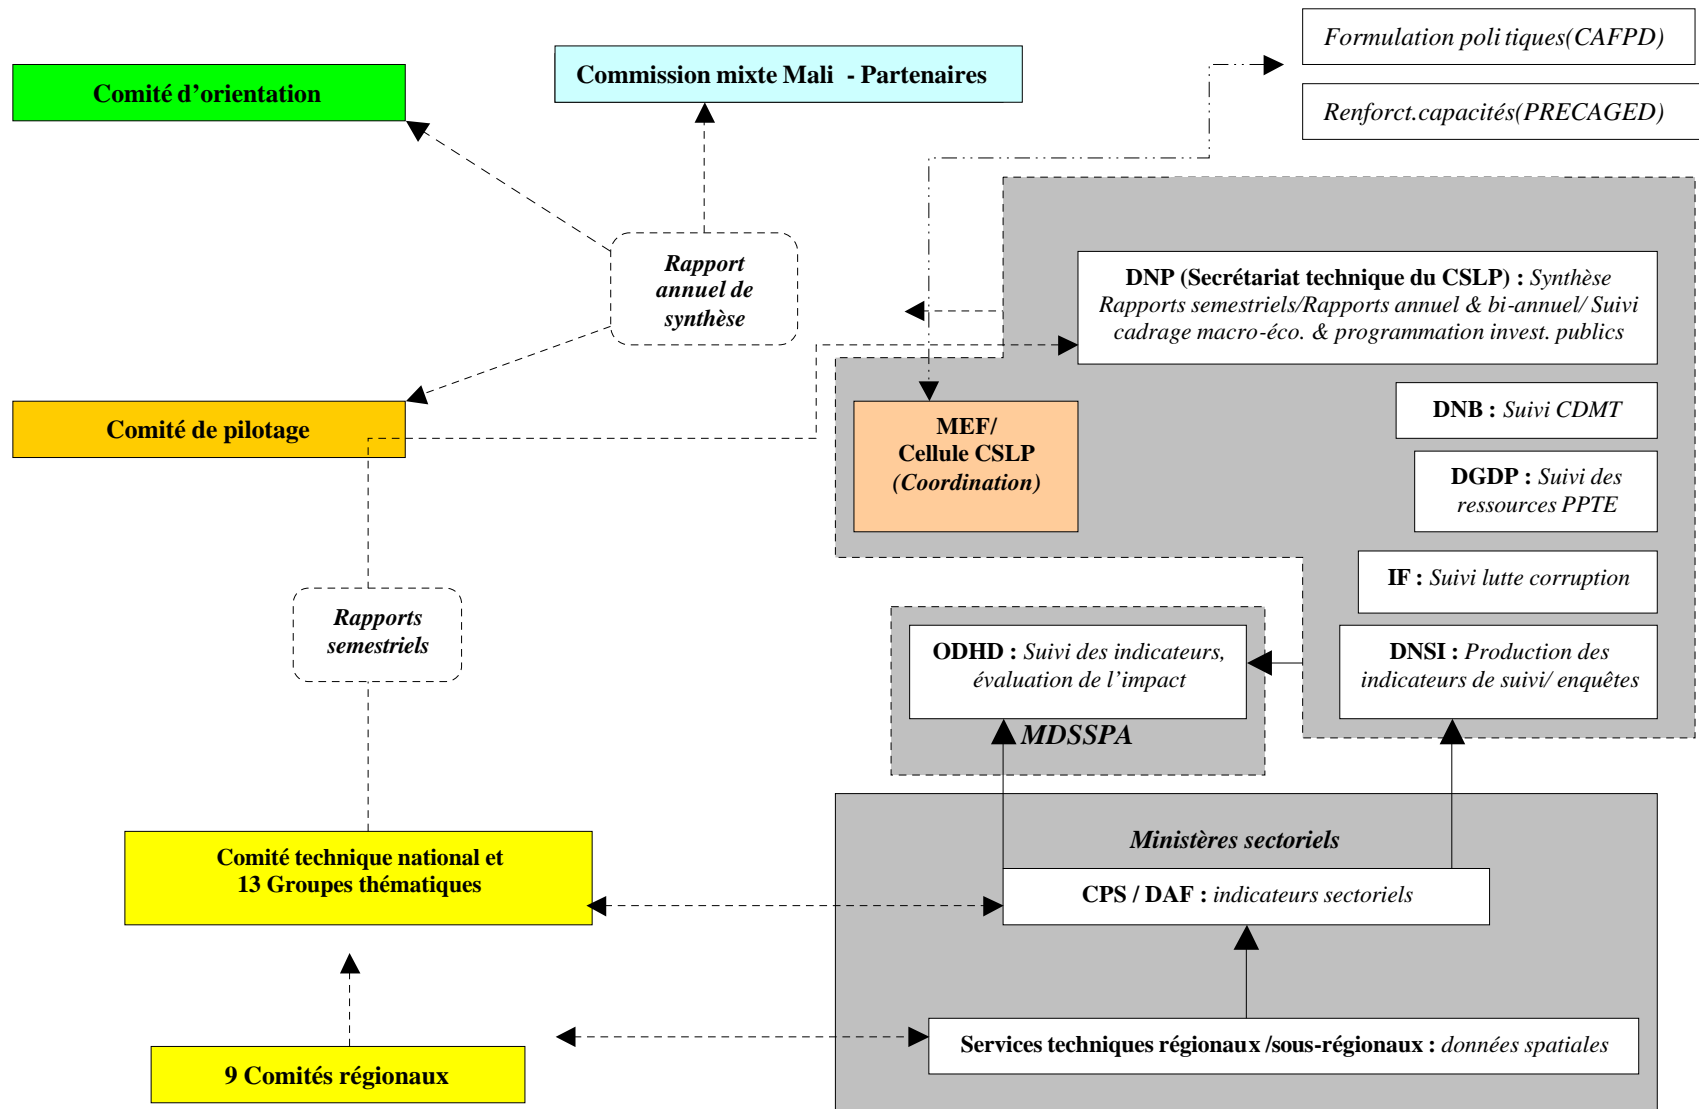 Formulation politiques(CAFPD)
Commission mixte Mali - Partenaires
Comité d’orientation
Renforct.capacités(PRECAGED)
Rapport
annuel de
synthèse
DNP (Secrétariat technique du CSLP) : Synthèse
Rapports semestriels/Rapports annuel & bi-annuel/ Suivi
cadrage macro-éco. & programmation invest. publics
Comité de pilotage
MEF/
Cellule CSLP
(Coordination)
DNB : Suivi CDMT
DGDP : Suivi des
ressources PPTE
IF : Suivi lutte corruption
Rapports
semestriels
ODHD : Suivi des indicateurs,
évaluation de l’impact
MDSSPA
DNSI : Production des
indicateurs de suivi/ enquêtes
Comité technique national et
13 Groupes thématiques
Ministères sectoriels
CPS / DAF : indicateurs sectoriels
Services techniques régionaux /sous-régionaux : données spatiales
9 Comités régionaux